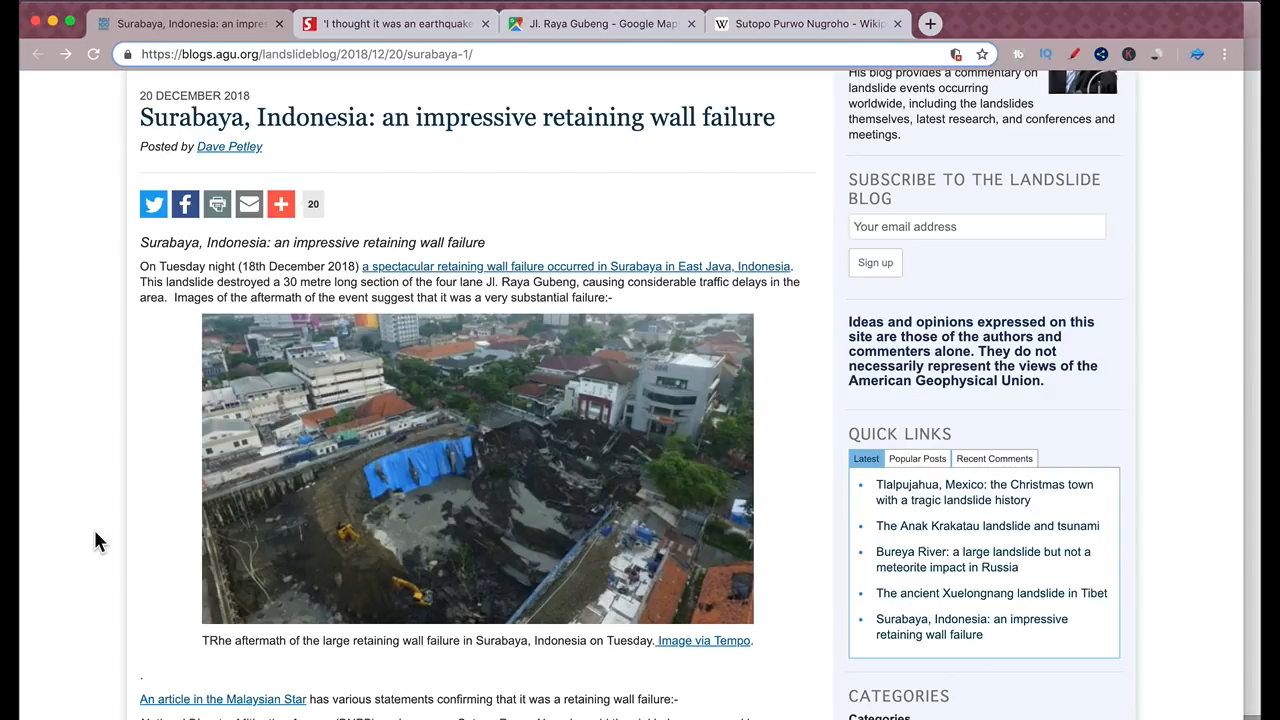 Surabaya, Indonesia: an impres
'I thought it was an earthquake
Jl. Raya Gubeng - Google Map
Sutopo Purwo Nugroho - Wikip
https://blogs.agu.org/landslideblog/2018/12/20/surabaya-1/
20 DECEMBER 2018
Surabaya, Indonesia: an impressive retaining wall failure
Posted by Dave Petley
20
Surabaya, Indonesia: an impressive retaining wall failure
On Tuesday night (18th December 2018) a spectacular retaining wall failure occurred in Surabaya in East Java, Indonesia.
This landslide destroyed a 30 metre long section of the four lane Jl. Raya Gubeng, causing considerable traffic delays in the
area.  Images of the aftermath of the event suggest that it was a very substantial failure:-
TRhe aftermath of the large retaining wall failure in Surabaya, Indonesia on Tuesday. Image via Tempo.
.
An article in the Malaysian Star has various statements confirming that it was a retaining wall failure:-
His blog provides a commentary on
landslide events occurring
worldwide, including the landslides
themselves, latest research, and conferences and
meetings.
SUBSCRIBE TO THE LANDSLIDE
BLOG
Your email address
Sign up
Ideas and opinions expressed on this
site are those of the authors and
commenters alone. They do not
necessarily represent the views of the
American Geophysical Union.
QUICK LINKS
Latest Popular Posts Recent Comments
Tlalpujahua, Mexico: the Christmas town
with a tragic landslide history
The Anak Krakatau landslide and tsunami
Bureya River: a large landslide but not a
meteorite impact in Russia
The ancient Xuelongnang landslide in Tibet
Surabaya, Indonesia: an impressive
retaining wall failure
CATEGORIES
Categories